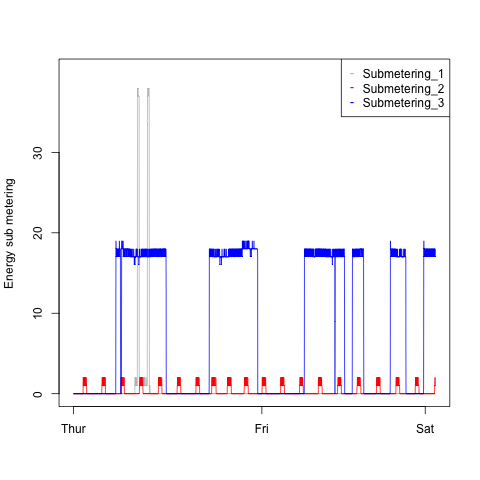 Submetering_1
Submetering_2
Submetering_3
Energy sub metering
30
20
10
0
Thur Fri Sat